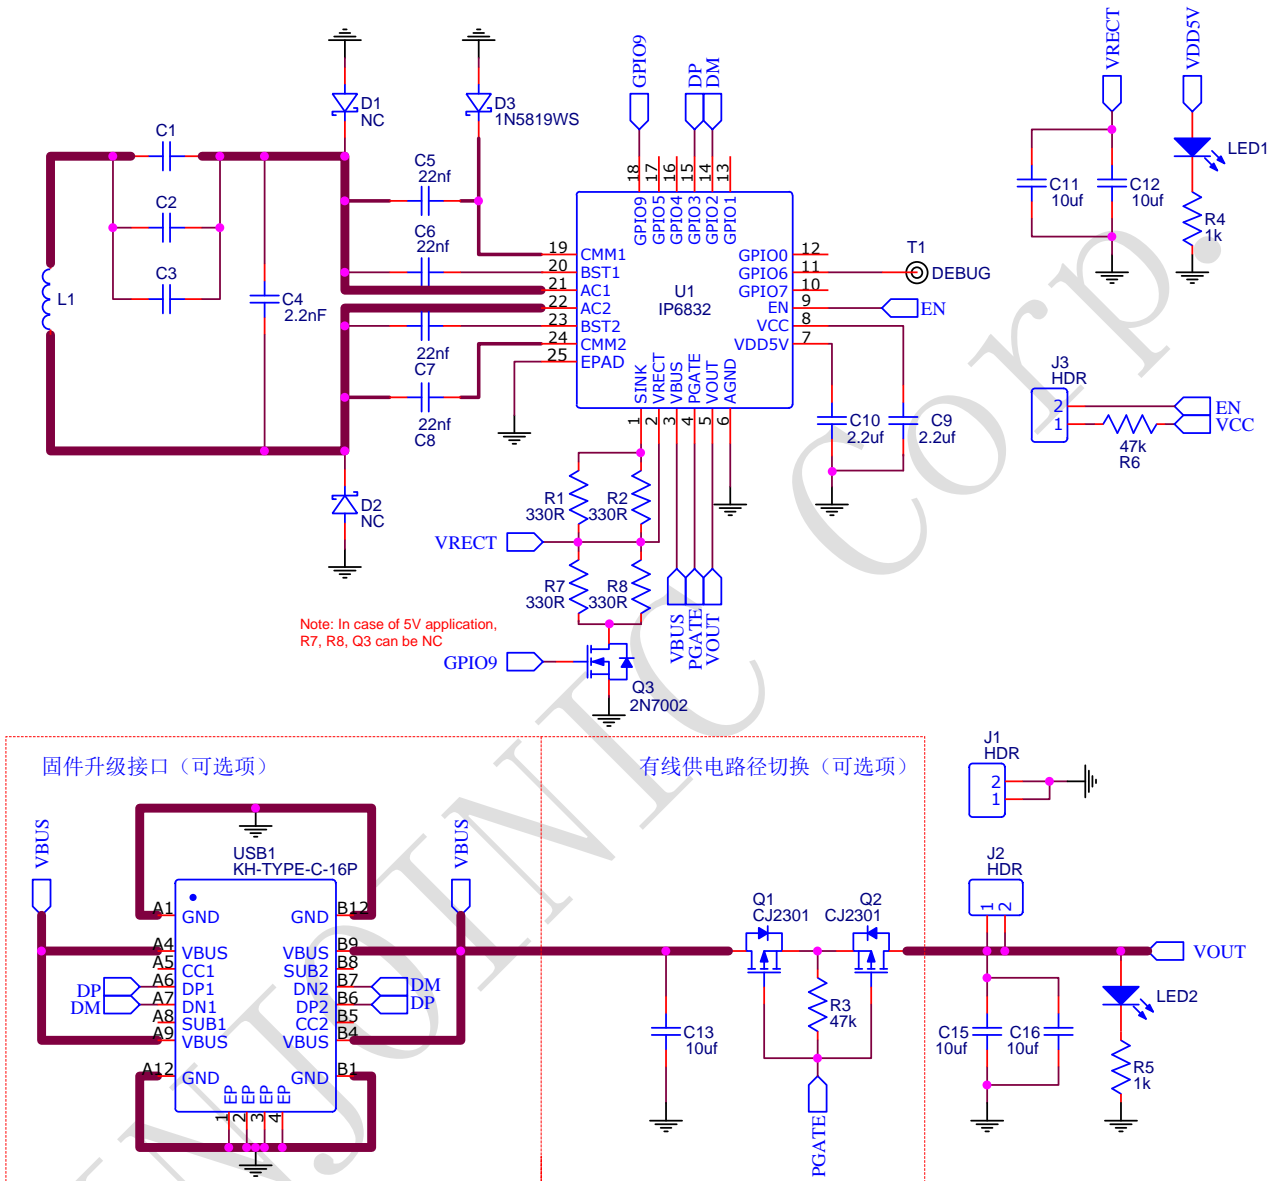 GPIO9
DP
DM
VRECT
VDD5V
D1
NC
D3
1N5819WS
C1
C2
C3
C4
2.2nF
L1
C5
22nf
C6
22nf
22nf
C7
22nf
C8
D2
NC
18 17 16 15 14 13
GPIO9 GPIO5 GPIO4 GPIO3 GPIO2 GPIO1
19 CMM1
20 BST1
21 AC1
22 AC2
23 BST2
24 CMM2
25 EPAD
U1
IP6832
GPIO0 12
GPIO6 11
GPIO7 10
EN 9
VCC 8
VDD5V 7
SINK VRECT VBUS PGATE VOUT AGND
1 2 3 4 5 6
T1
DEBUG
EN
C10
2.2uf
C9
2.2uf
C11
10uf
C12
10uf
LED1
R4
1k
J3
HDR
2
1
EN
VCC
47k
R6
R1
330R
R2
330R
VRECT
R7
330R
R8
330R
VBUS
PGATE
VOUT
Note: In case of 5V application,
R7, R8, Q3 can be NC
GPIO9
Q3
2N7002
固件升级接口（可选项）
有线供电路径切换（可选项）
VBUS
USB1
KH-TYPE-C-16P
VBUS
A1 GND
A4 VBUS
A5 CC1
A6 DP1
A7 DN1
A8 SUB1
A9 VBUS
A12 GND
GND B12
VBUS B9
SUB2 B8
DN2 B7
DP2 B6
CC2 B5
VBUS B4
GND B1
EP EP EP EP
1 2 3 4
DP
DM
DM
DP
C13
10uf
Q1
CJ2301
Q2
CJ2301
R3
47k
PGATE
J1
HDR
2
1
J2
HDR
1 2
VOUT
C15
10uf
C16
10uf
LED2
R5
1k
INJOINIC Corp.